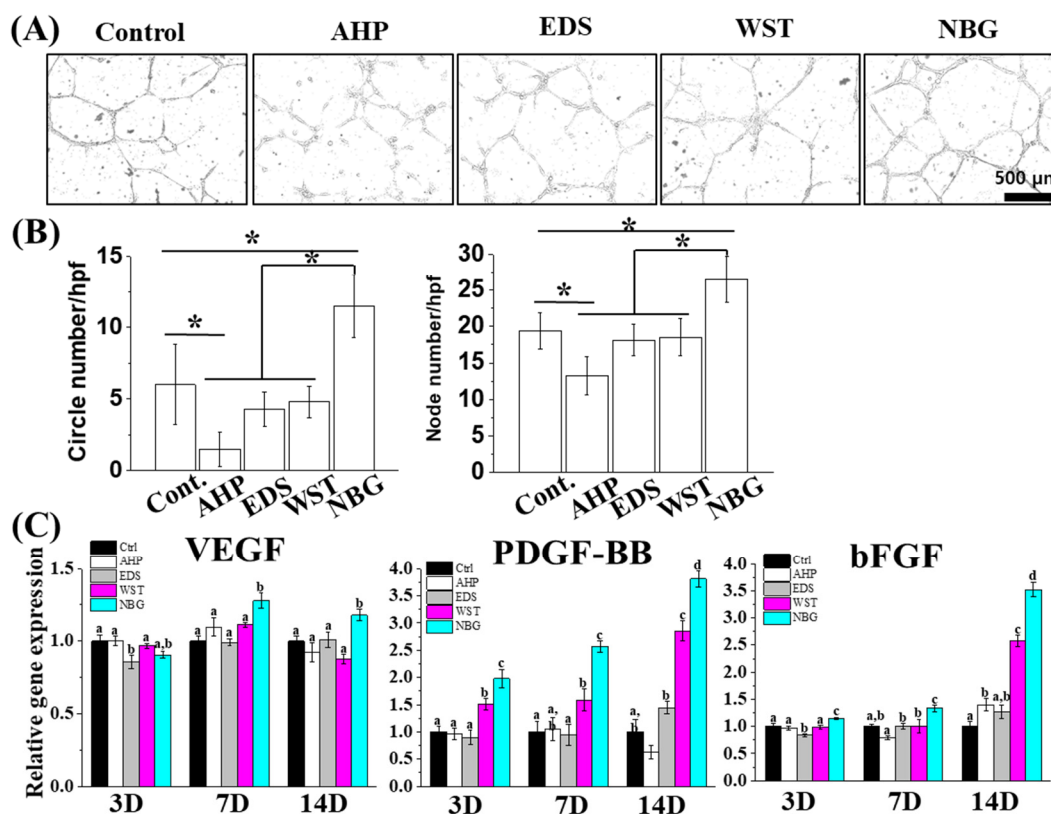 (A)
Control AHP EDS WST NBG
500 μm
(B)
* * *
Circle number/hpf
15
10
5
0
Cont. AHP EDS WST NBG
* * *
Node number/hpf
30
25
20
15
10
5
0
Cont. AHP EDS WST NBG
(C)
Relative gene expression
VEGF
Ctrl
AHP
EDS
WST
NBG
1.5
1.0
0.5
0.0
a a b a a,b
a a a a b
a a a a b
3D 7D 14D
PDGF-BB
Ctrl
AHP
EDS
WST
NBG
4.0
3.5
3.0
2.5
2.0
1.5
1.0
0.5
0.0
a a a b c
a a, b a b c
a, b a b c d
3D 7D 14D
bFGF
Ctrl
AHP
EDS
WST
NBG
4.0
3.5
3.0
2.5
2.0
1.5
1.0
0.5
0.0
a a b a c
a,b a b b c
a b a,b c d
3D 7D 14D